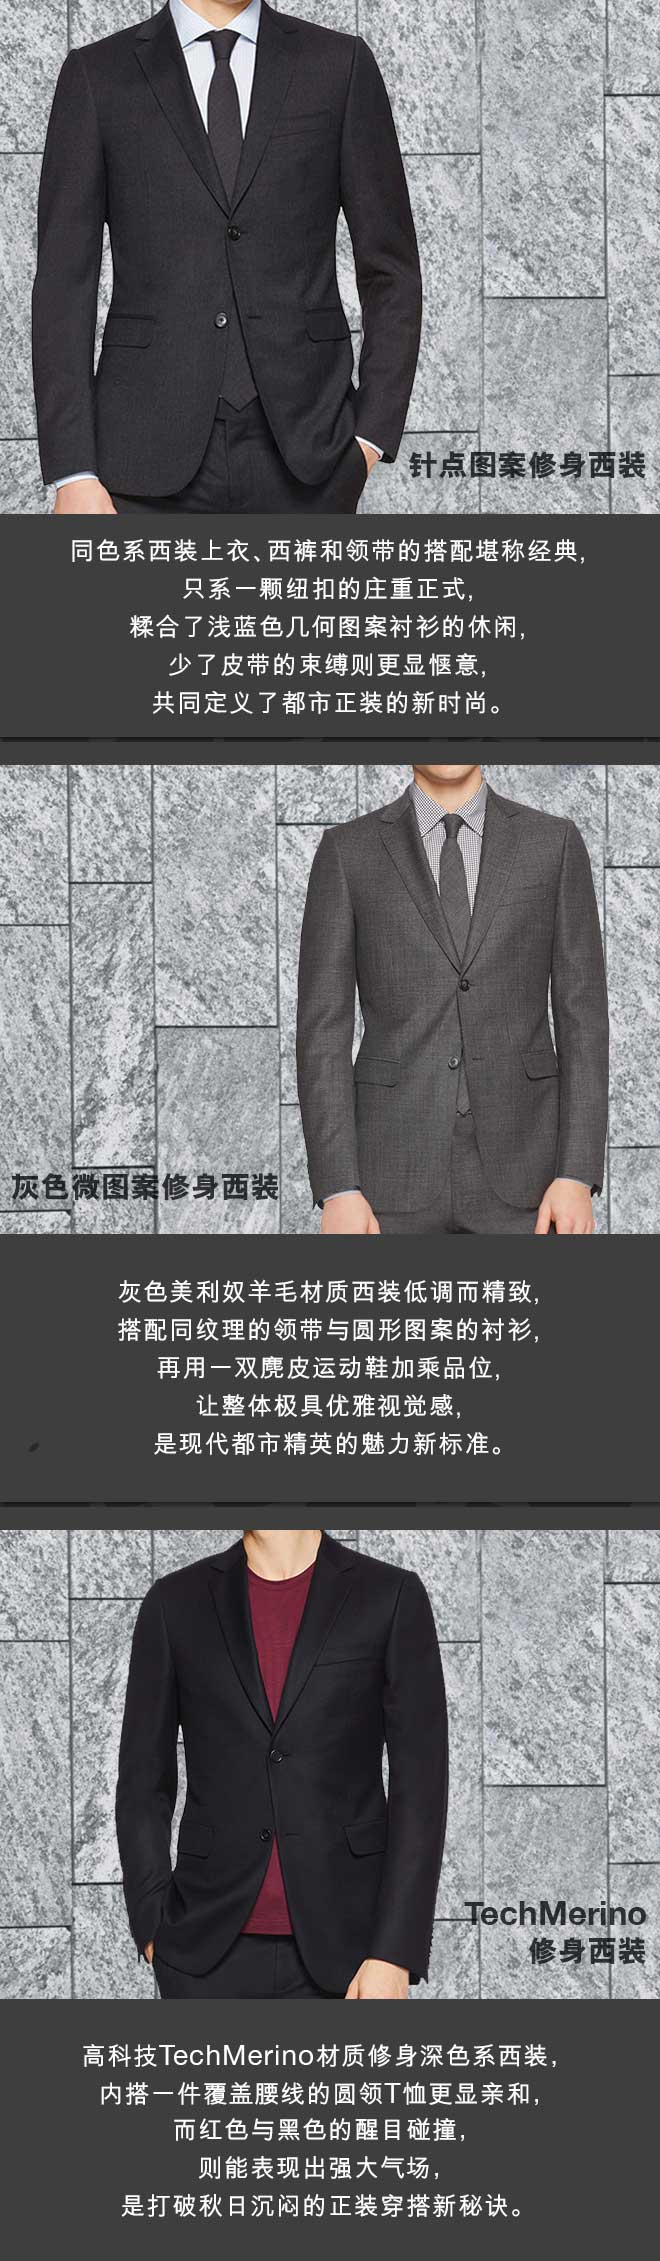 针点图案修身西装
同色系西装上衣、西裤和领带的搭配堪称经典，
只系一颗纽扣的庄重正式，
糅合了浅蓝色几何图案衬衫的休闲，
少了皮带的束缚则更显惬意，
共同定义了都市正装的新时尚。
灰色微图案修身西装
灰色美利奴羊毛材质西装低调而精致，
搭配同纹理的领带与圆形图案的衬衫，
再用一双麂皮运动鞋加乘品位，
让整体极具优雅视觉感，
是现代都市精英的魅力新标准。
TechMerino
修身西装
高科技TechMerino材质修身深色系西装，
内搭一件覆盖腰线的圆领T恤更显亲和，
而红色与黑色的醒目碰撞，
则能表现出强大气场，
是打破秋日沉闷的正装穿搭新秘诀。